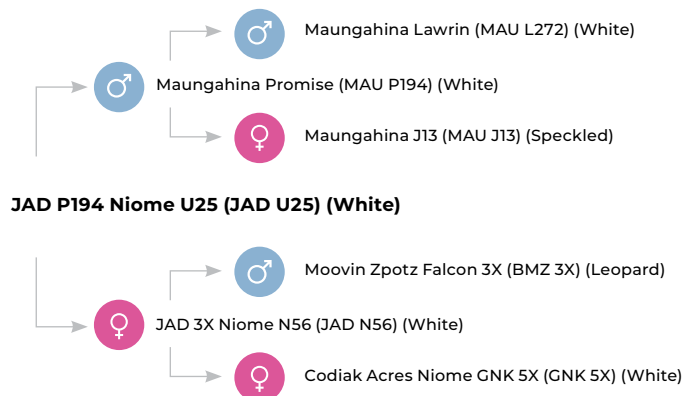 Maungahina Lawrin (MAU L272) (White)
Maungahina Promise (MAU P194) (White)
Maungahina J13 (MAU J13) (Speckled)
JAD P194 Niome U25 (JAD U25) (White)
Moovin Zpotz Falcon 3X (BMZ 3X) (Leopard)
JAD 3X Niome N56 (JAD N56) (White)
Codiak Acres Niome GNK 5X (GNK 5X) (White)